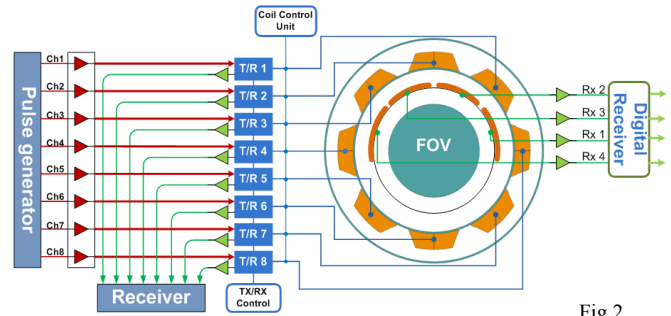 Coil Control
Unit
Ch1
T/R 1
Ch2
T/R 2
Ch3
T/R 3
Ch4
T/R 4
Ch5
T/R 5
Ch6
T/R 6
Ch7
T/R 7
Ch8
T/R 8
Pulse generator
Receiver
TX/RX
Control
FOV
Rx 2
Rx 3
Rx 1
Rx 4
Digital
Receiver
Fig.2